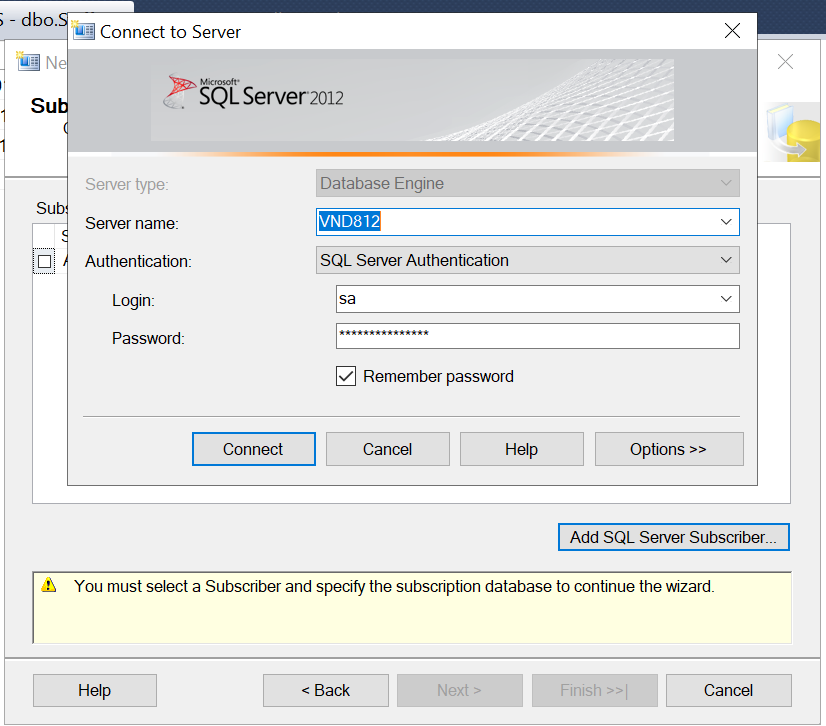 S - dbo.S
Connect to Server
Ne
Microsoft®
SQL Server® 2012
Sub
Server type:
Database Engine
Subs
Server name:
VND812
S
Authentication:
SQL Server Authentication
A
Login:
sa
Password:
***************
Remember password
Connect
Cancel
Help
Options >>
Add SQL Server Subscriber...
You must select a Subscriber and specify the subscription database to continue the wizard.
Help
< Back
Next >
Finish >>|
Cancel